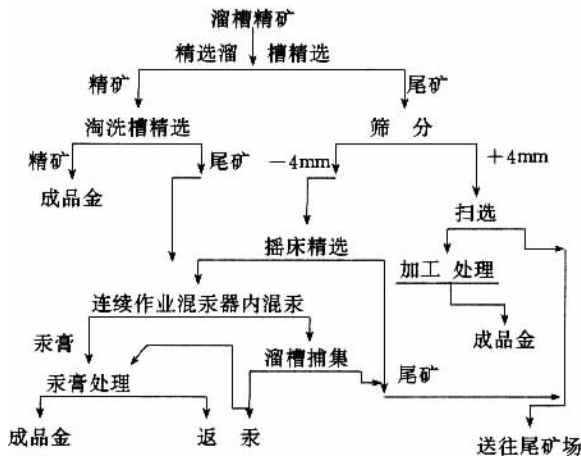 溜槽精矿
精选溜 槽精选
精矿 尾矿
淘洗槽精选 筛 分
精矿 尾矿 －4mm ＋4mm
成品金 扫选
摇床精选 加工 处理
连续作业混汞器内混汞
成品金
汞膏 溜槽捕集 尾矿
汞膏处理
成品金 返 汞 送往尾矿场